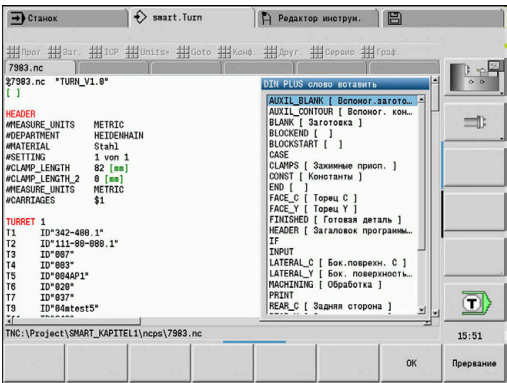 Станок
smart.Turn
Редактор инструм.
Прог Заг. ICP Units» Goto Конф. Друг. Сервис Граф.
7983.nc
%7983.nc "TURN_V1.0"
[ ]
HEADER
#MEASURE_UNITS METRIC
#DEPARTMENT HEIDENHAIN
#MATERIAL Stahl
#SETTING 1 von 1
#CLAMP_LENGTH 82 [mm]
#CLAMP_LENGTH_2 0 [mm]
#MEASURE_UNITS METRIC
#CARRIAGES $1
TURRET 1
T1 ID"342-400.1"
T2 ID"111-80-080.1"
T3 ID"007"
T4 ID"003"
T5 ID"004AP1"
T6 ID"020"
T7 ID"037"
T9 ID"04mtest5"
DIN PLUS слово вставить
AUXIL_BLANK [ Вспомог.загото…
AUXIL_CONTOUR [ Вспомог. кон…
BLANK [ Заготовка ]
BLOCKEND [ ]
BLOCKSTART [ ]
CASE
CLAMPS [ Зажимные присп. ]
CONST [ Константы ]
END [ ]
FACE_C [ Торец C ]
FACE_Y [ Торец Y ]
FINISHED [ Готовая деталь ]
HEADER [ Загаловок программы…
IF
INPUT
LATERAL_C [ Бок.поврехн. C ]
LATERAL_Y [ Бок. поверхность…
MACHINING [ Обработка ]
PRINT
REAR_C [ Задняя сторона ]
TNC:\Project\SMART_KAPITEL1\ncps\7983.nc
T
15:51
OK
Прервание